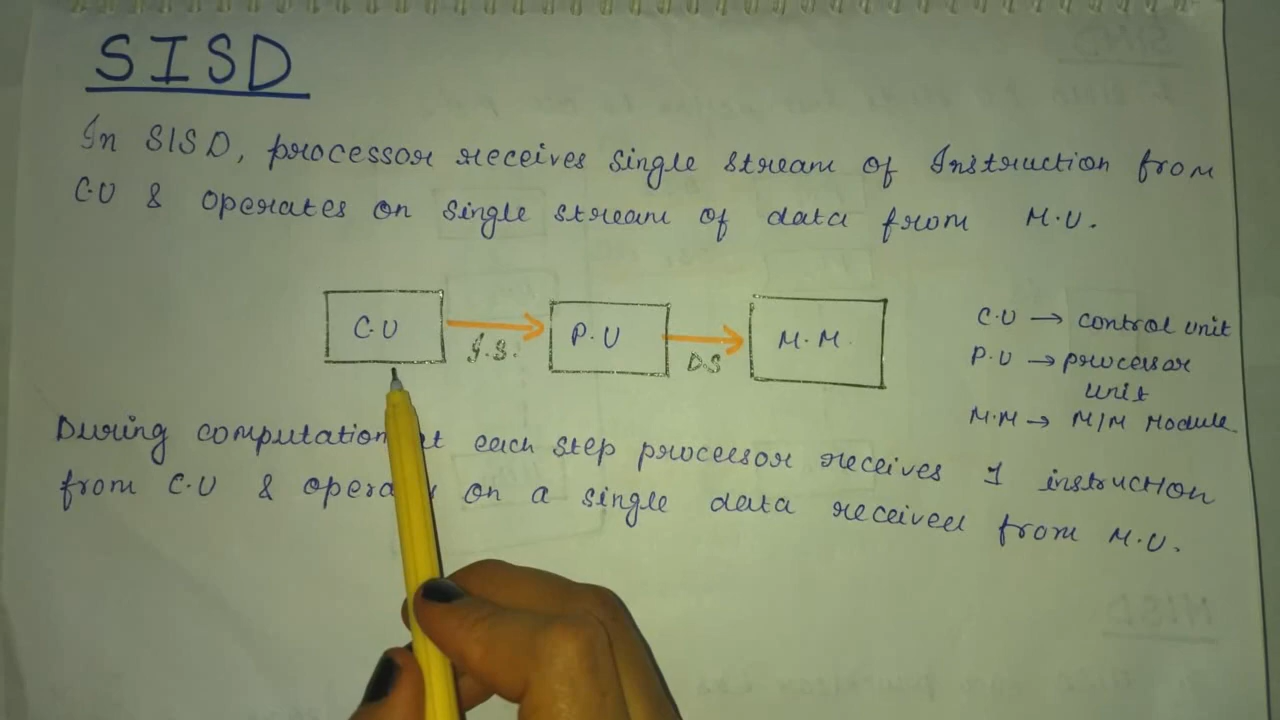 SISD
In SISD, processor receives single stream of Instruction from
C.U & operates on single stream of data from M.U.
C.U
I.S.
P.U
D.S
M.M.
C.U → control unit
P.U → processor
unit
M.M → M/M Module
During computation at each step processor receives 1 instruction
from C.U & on a single data received from M.U.